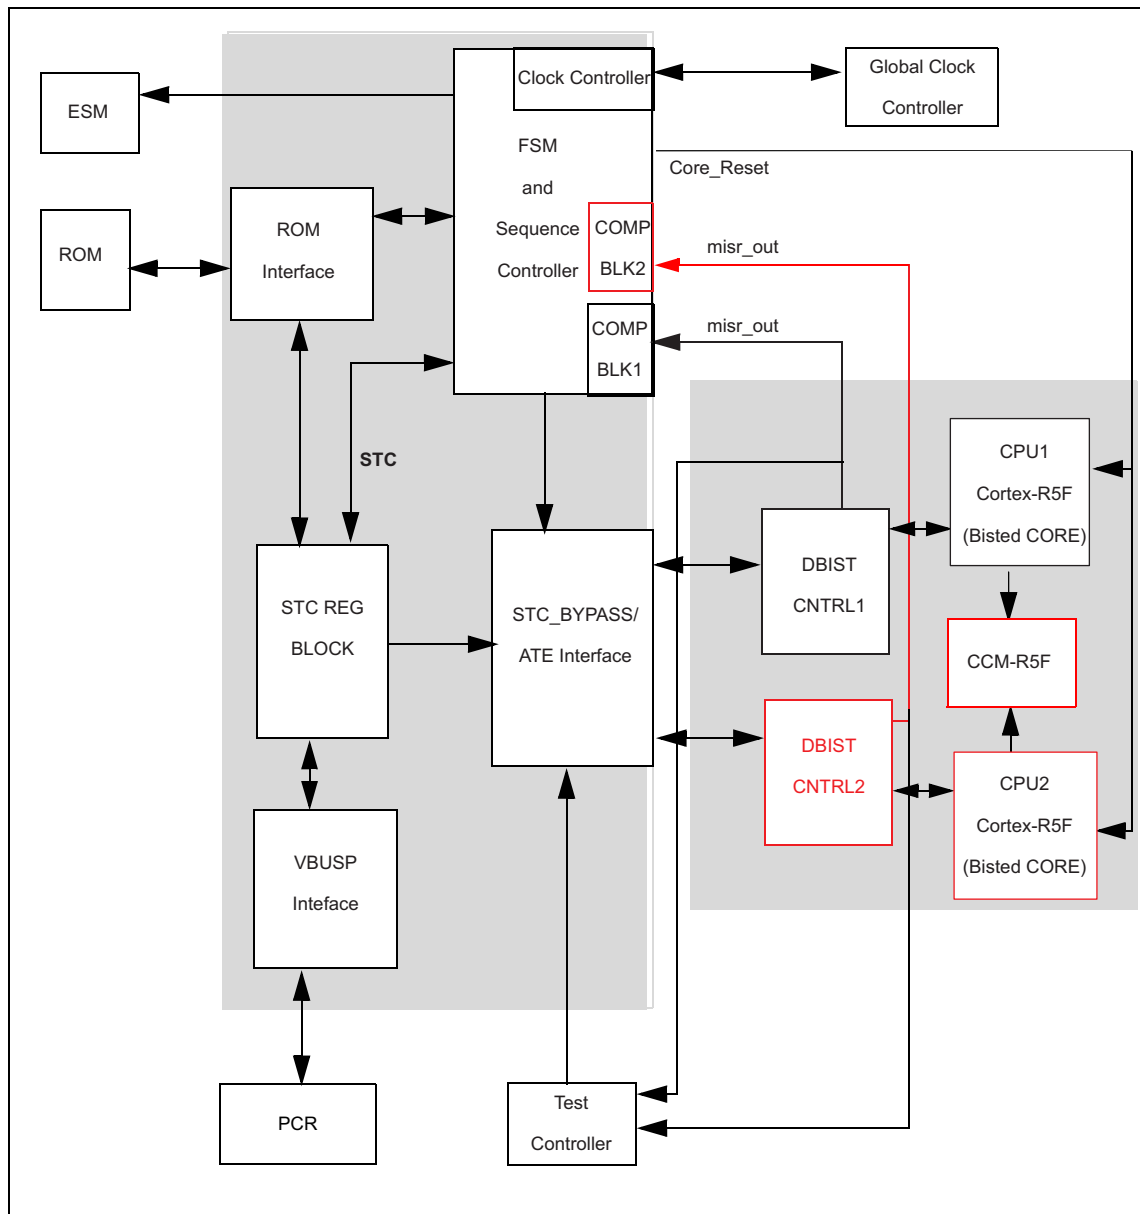 Clock Controller
Global Clock
Controller
ESM
FSM
and
Sequence
Controller
Core_Reset
ROM
Interface
ROM
COMP
BLK2
misr_out
COMP
BLK1
misr_out
STC
CPU1
Cortex-R5F
(Bisted CORE)
STC REG
BLOCK
STC_BYPASS/
ATE Interface
DBIST
CNTRL1
CCM-R5F
DBIST
CNTRL2
CPU2
Cortex-R5F
(Bisted CORE)
VBUSP
Inteface
PCR
Test
Controller